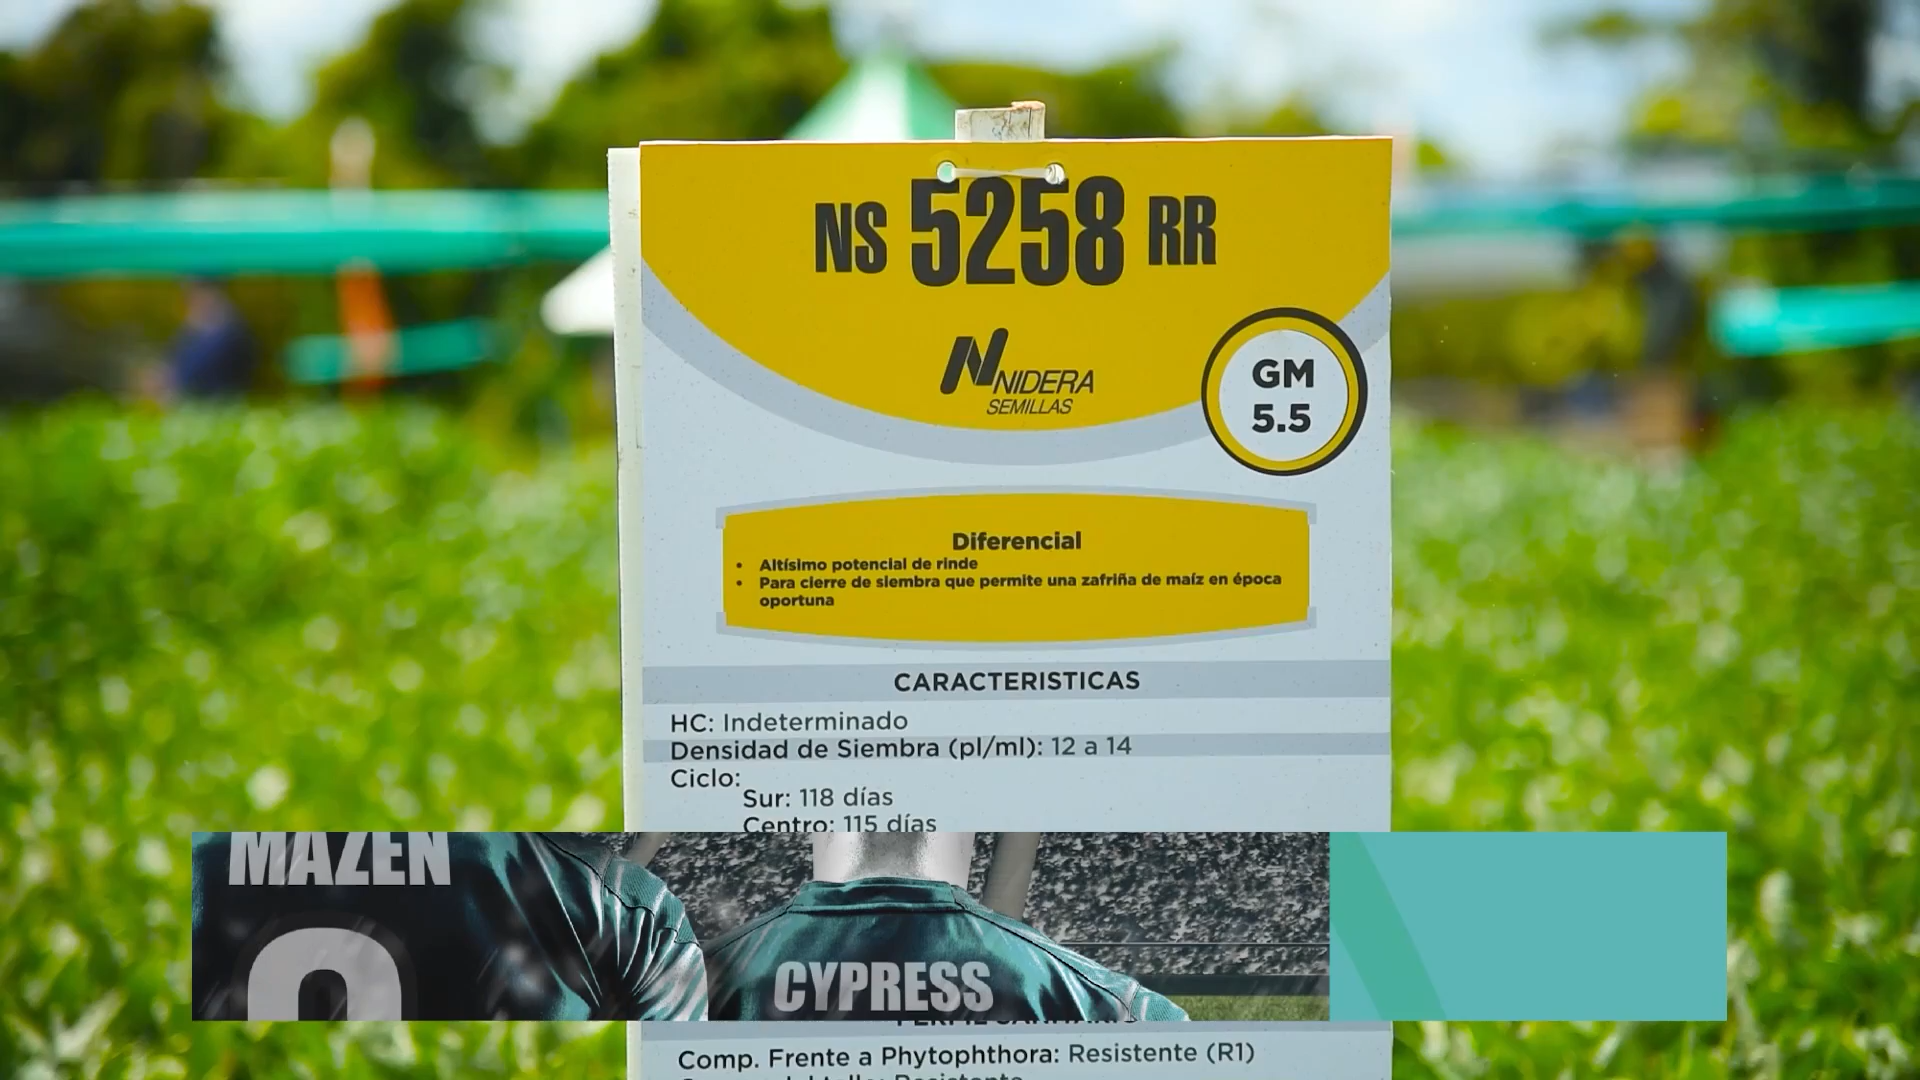 NS 5258 RR
NIDERA
SEMILLAS
GM
5.5
Diferencial
• Altísimo potencial de rinde
• Para cierre de siembra que permite una zafriña de maíz en época
oportuna
CARACTERISTICAS
HC: Indeterminado
Densidad de Siembra (pl/ml): 12 a 14
Ciclo:
Sur: 118 días
Centro: 115 días
MAZEN
CYPRESS
Comp. Frente a Phytophthora: Resistente (R1)